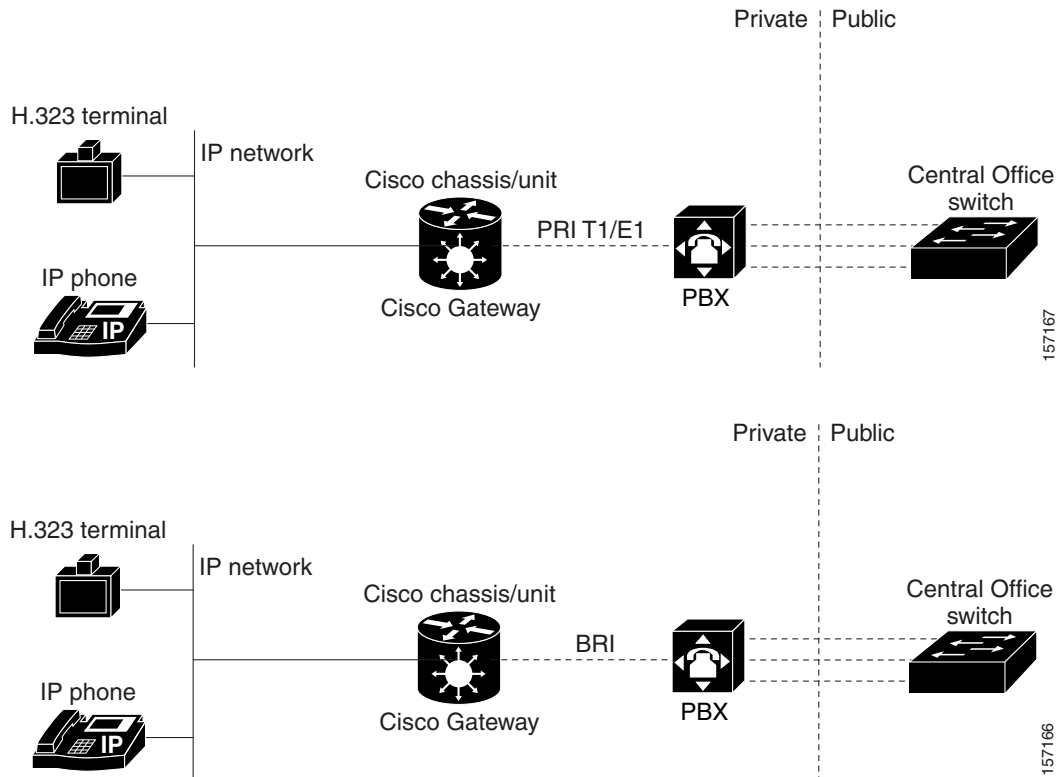 Private Public
H.323 terminal
IP network
Cisco chassis/unit
Central Office
switch
PRI T1/E1
IP phone
IP
Cisco Gateway
PBX
157167
Private Public
H.323 terminal
IP network
Cisco chassis/unit
Central Office
switch
BRI
IP phone
IP
Cisco Gateway
PBX
157166